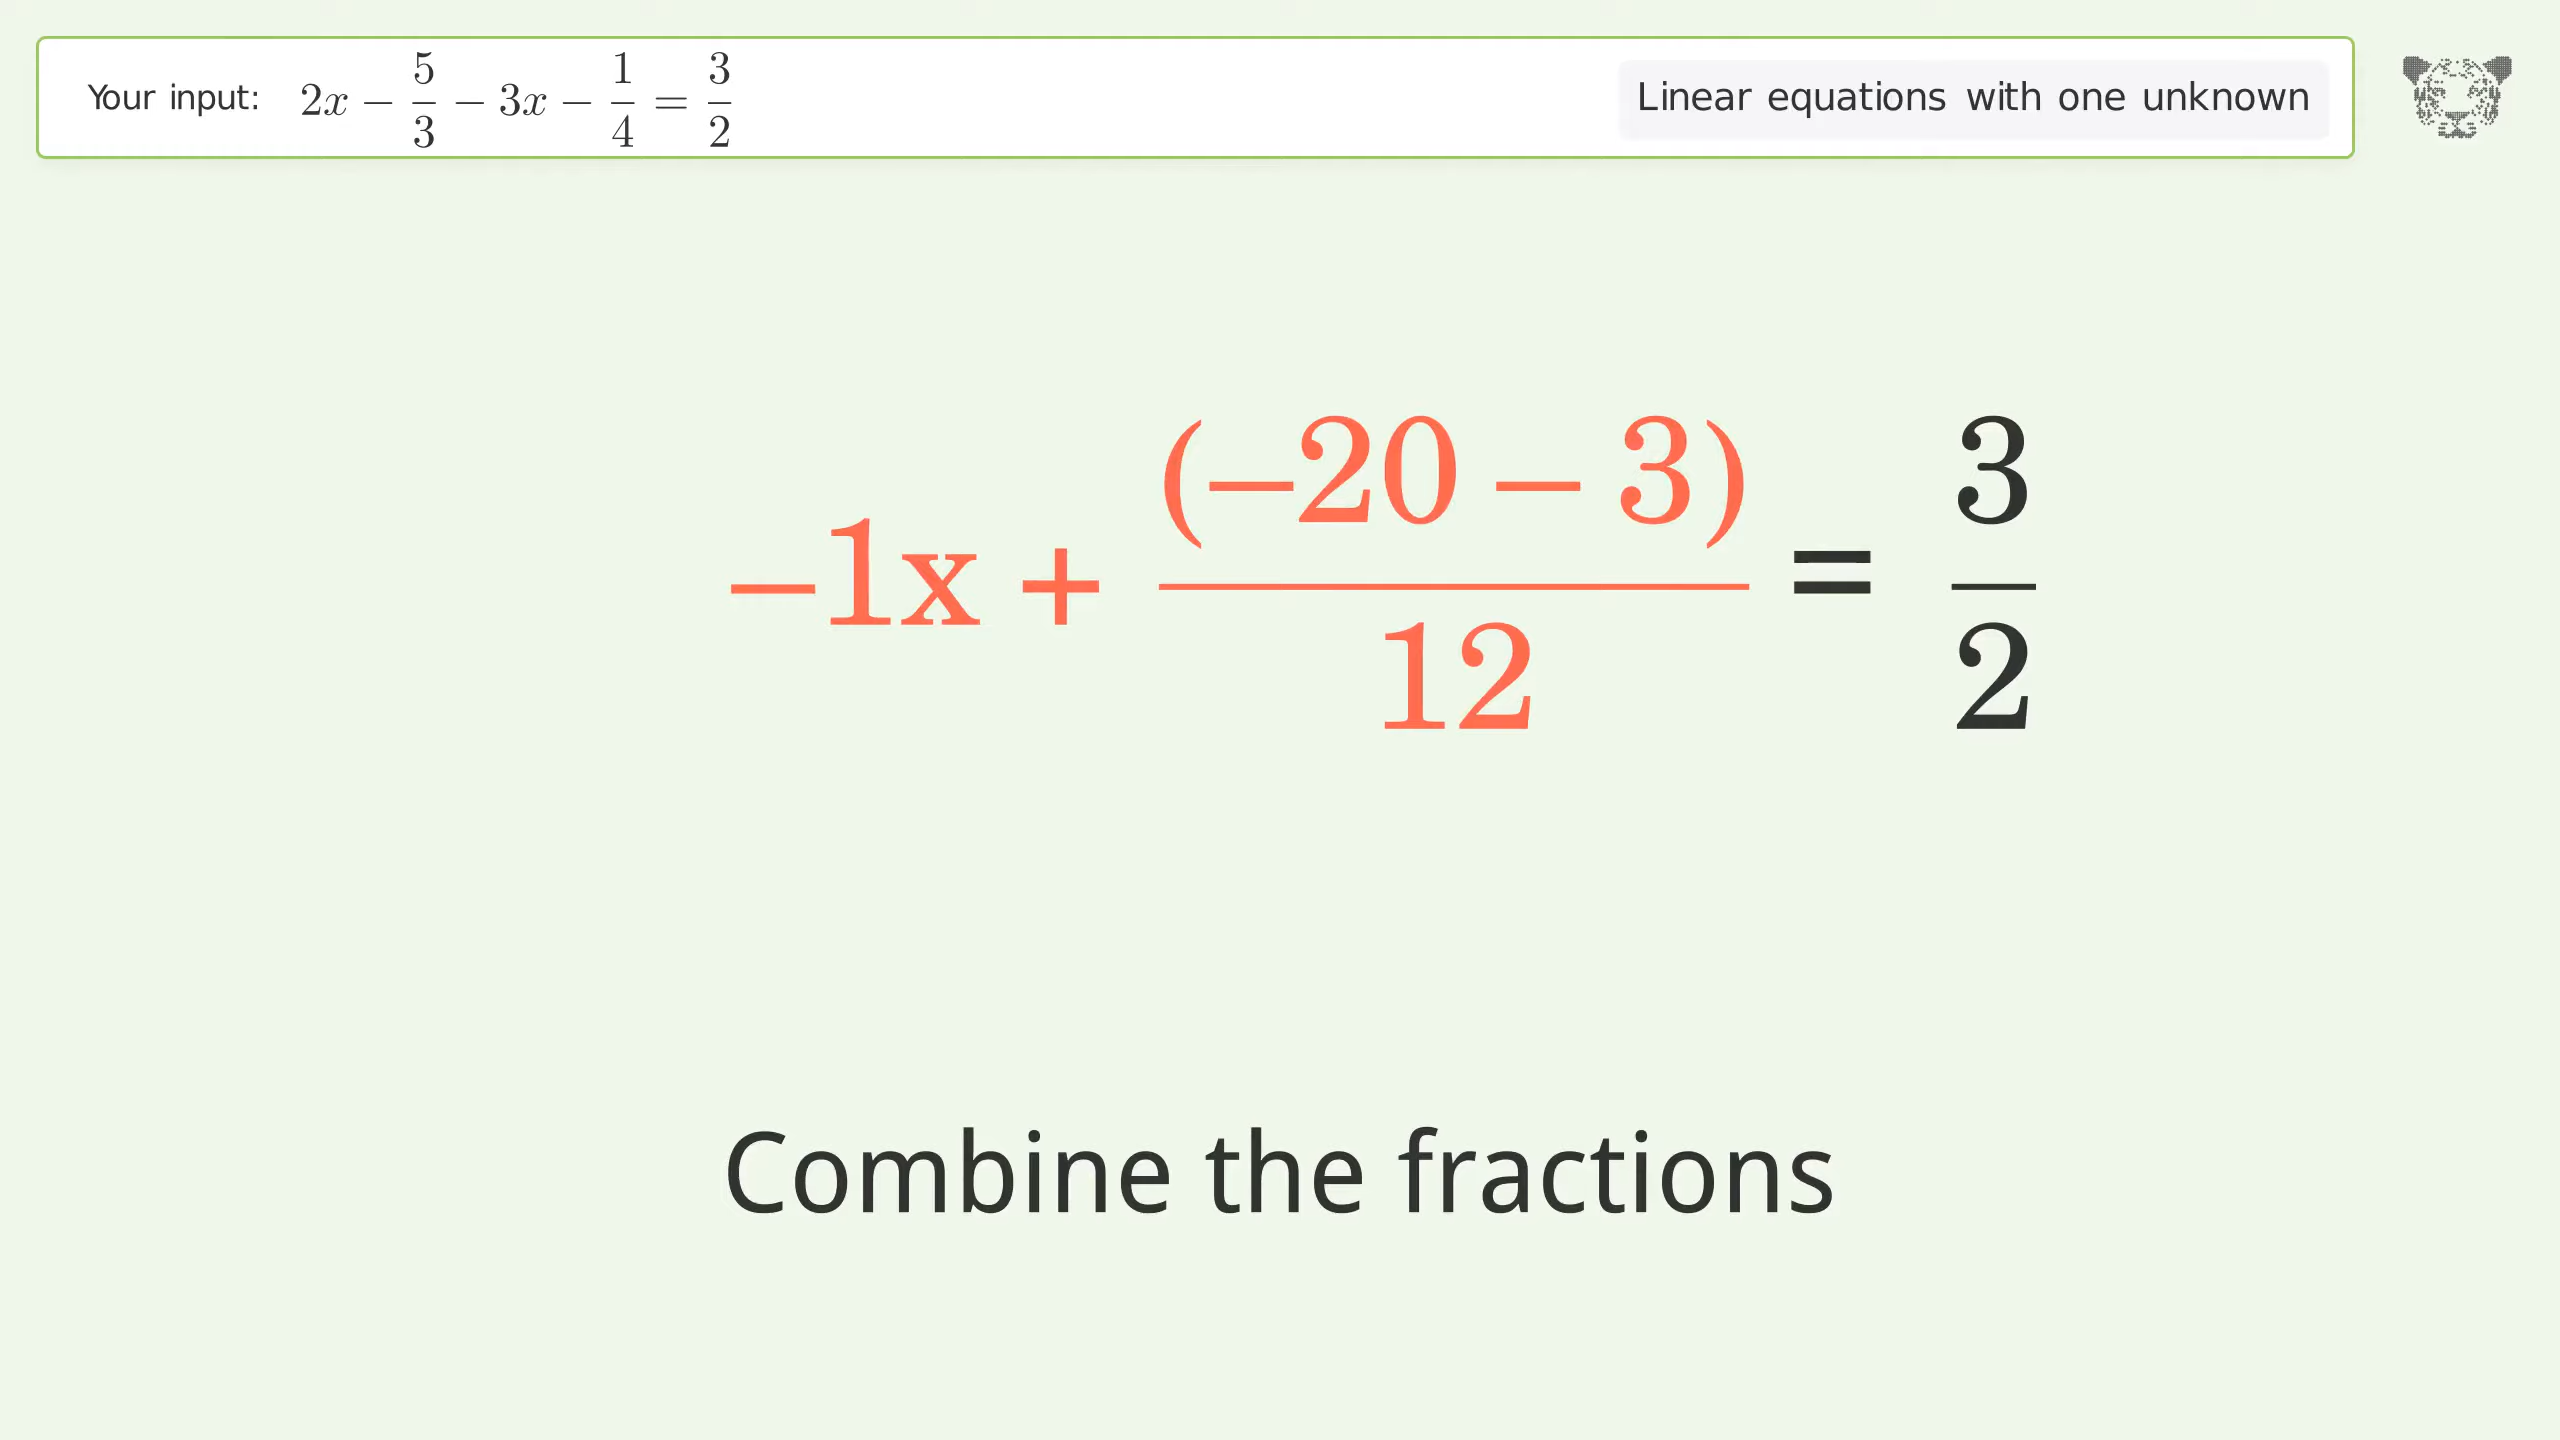 Your input: 2x − 5/3 − 3x − 1/4 = 3/2
Linear equations with one unknown
−1x + (−20 − 3)/12 = 3/2
Combine the fractions